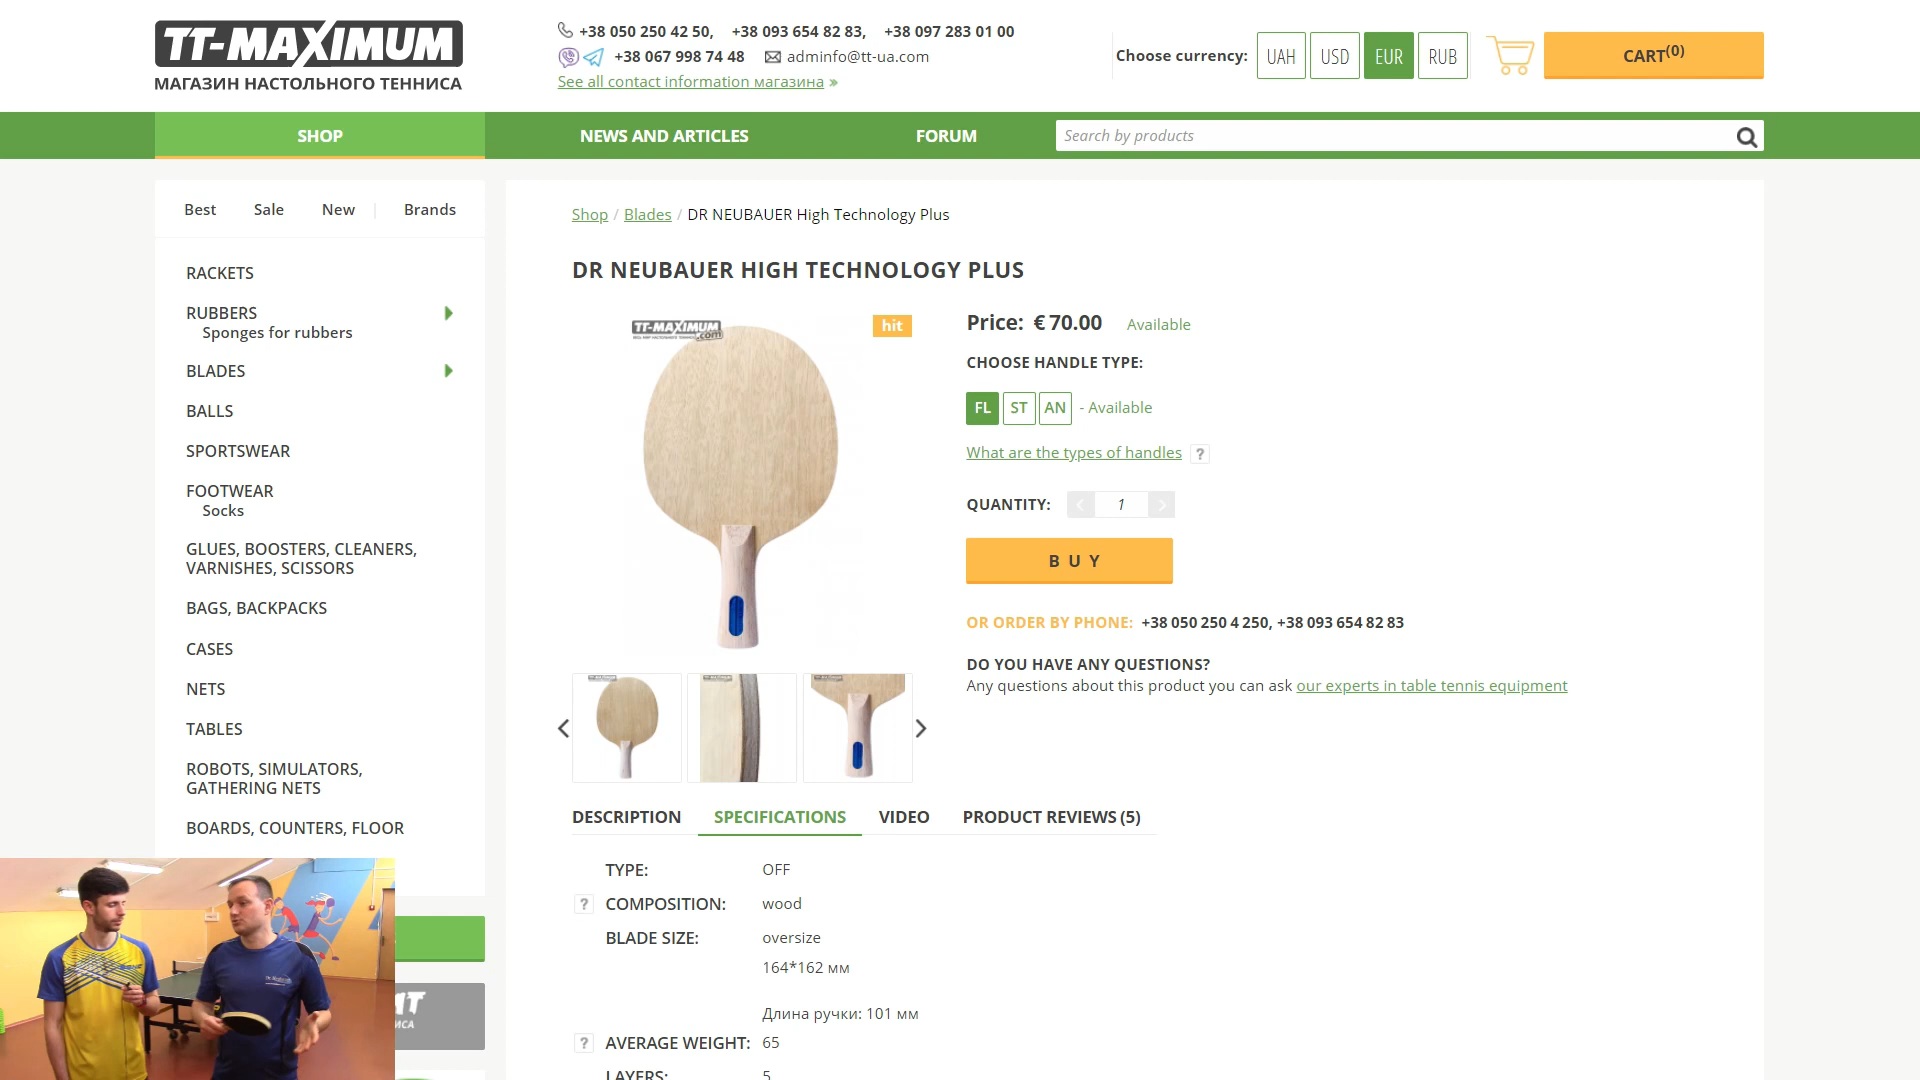 TT-MAXIMUM
МАГАЗИН НАСТОЛЬНОГО ТЕННИСА
+38 050 250 42 50, +38 093 654 82 83, +38 097 283 01 00
+38 067 998 74 48 adminfo@tt-ua.com
See all contact information магазина »
Choose currency: UAH USD EUR RUB
CART(0)
SHOP NEWS AND ARTICLES FORUM
Search by products
Best Sale New | Brands
RACKETS
RUBBERS
Sponges for rubbers
BLADES
BALLS
SPORTSWEAR
FOOTWEAR
Socks
GLUES, BOOSTERS, CLEANERS,
VARNISHES, SCISSORS
BAGS, BACKPACKS
CASES
NETS
TABLES
ROBOTS, SIMULATORS,
GATHERING NETS
BOARDS, COUNTERS, FLOOR
Shop / Blades / DR NEUBAUER High Technology Plus
DR NEUBAUER HIGH TECHNOLOGY PLUS
TT-MAXIMUM
.com
hit
Price: € 70.00 Available
CHOOSE HANDLE TYPE:
FL ST AN - Available
What are the types of handles ?
QUANTITY: < 1 >
BUY
OR ORDER BY PHONE: +38 050 250 4 250, +38 093 654 82 83
DO YOU HAVE ANY QUESTIONS?
Any questions about this product you can ask our experts in table tennis equipment
DESCRIPTION SPECIFICATIONS VIDEO PRODUCT REVIEWS (5)
TYPE: OFF
? COMPOSITION: wood
BLADE SIZE: oversize
164*162 мм
Длина ручки: 101 мм
? AVERAGE WEIGHT: 65
LAYERS: 5